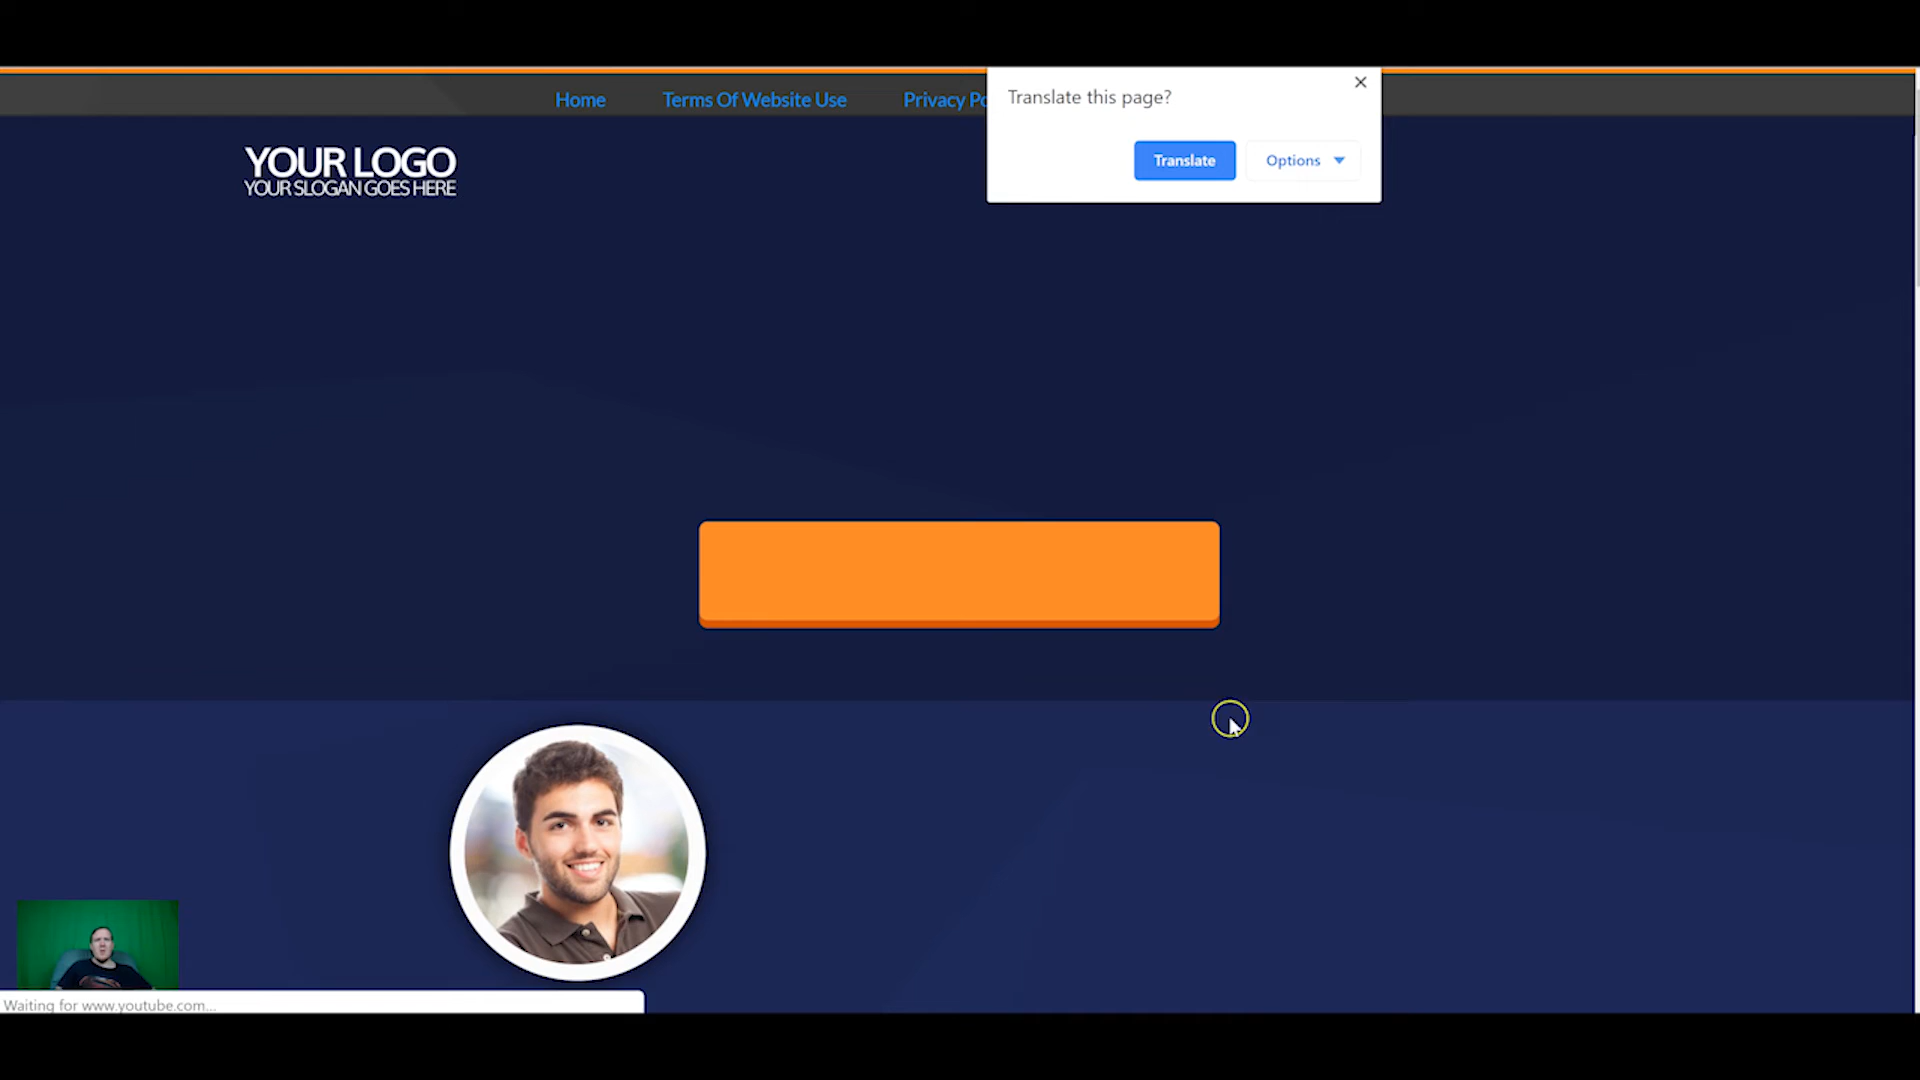 Home Terms Of Website Use Privacy
Translate this page?
Translate Options
YOUR LOGO
YOUR SLOGAN GOES HERE
Waiting for www.youtube.com...